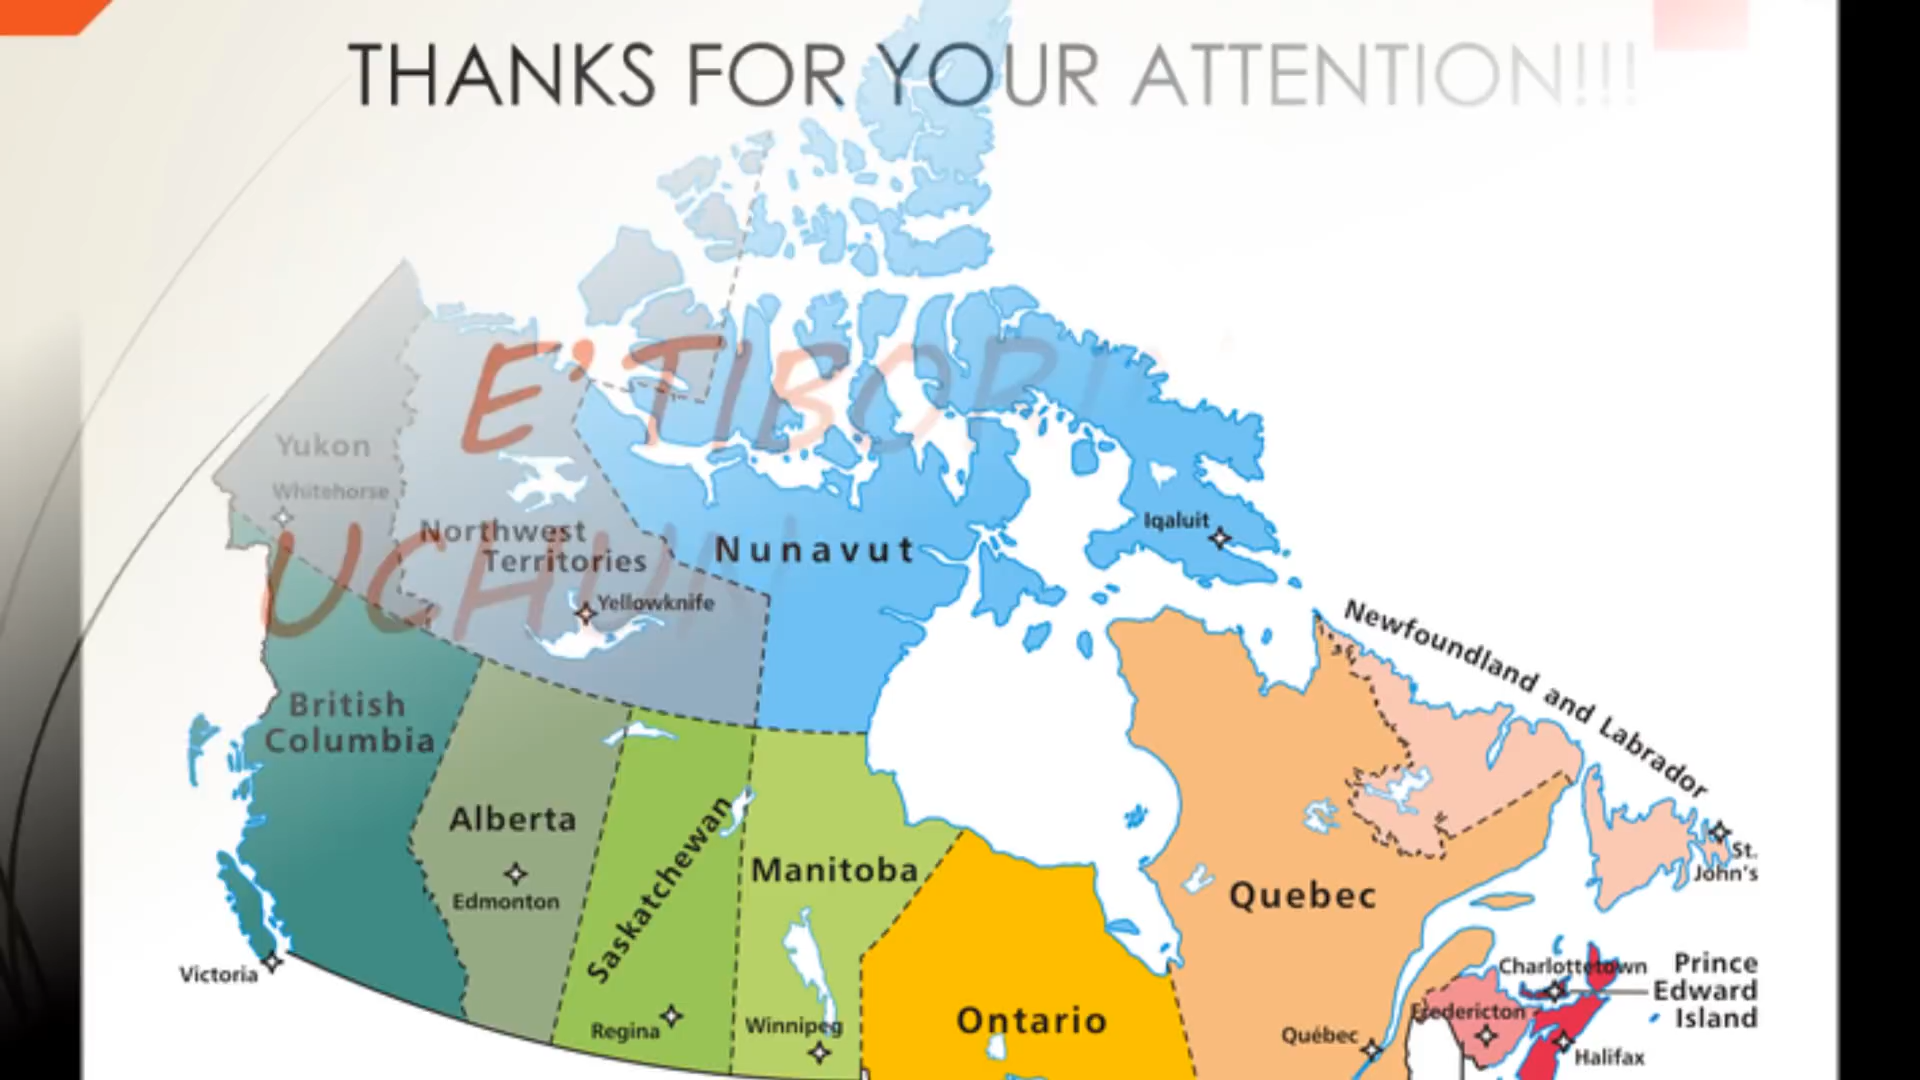 THANKS FOR YOUR ATTENTION!!!
E'TIBOR
UCHUN
Yukon
Whitehorse
Northwest
Territories
Yellowknife
Nunavut
Iqaluit
Newfoundland and Labrador
St.
John's
British
Columbia
Victoria
Alberta
Edmonton
Saskatchewan
Regina
Manitoba
Winnipeg
Ontario
Quebec
Québec
Charlottetown
Prince
Edward
Island
Fredericton
Halifax